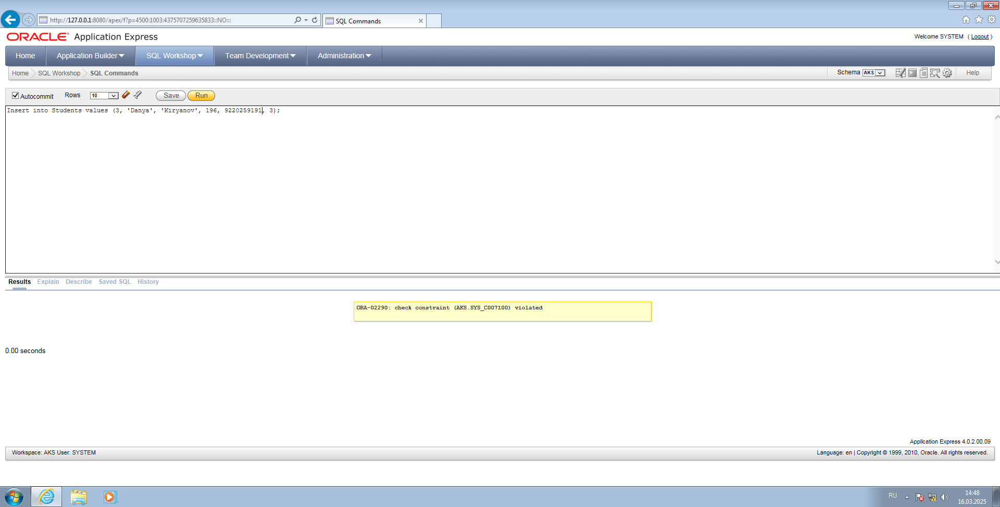 http://127.0.0.1:8080/apex/f?p=4500:1003:4375707259635833::NO:::
SQL Commands
ORACLE Application Express
Welcome SYSTEM ( Logout )
Home
Application Builder
SQL Workshop
Team Development
Administration
Home
SQL Workshop
SQL Commands
Schema
AKS
Help
Autocommit
Rows
10
Save
Run
Insert into Students values (3, 'Danya', 'Kiryanov', 196, 9220259191, 3);
Results
Explain
Describe
Saved SQL
History
ORA-02290: check constraint (AKS.SYS_C007100) violated
0.00 seconds
Application Express 4.0.2.00.09
Workspace: AKS User: SYSTEM
Language: en | Copyright © 1999, 2010, Oracle. All rights reserved.
RU
14:48
16.03.2025